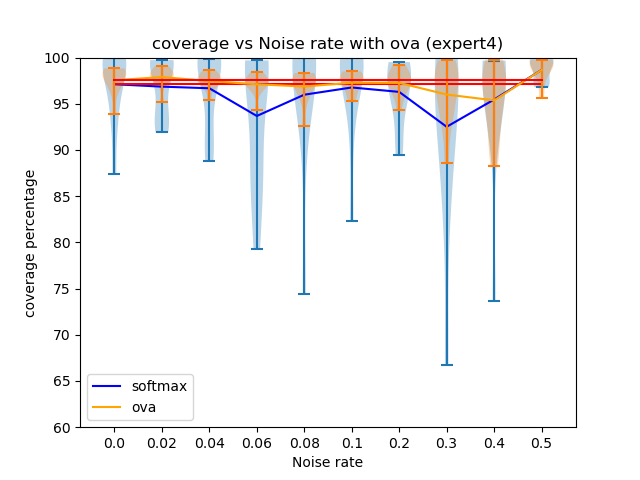 coverage vs Noise rate with ova (expert4)
100
95
90
85
80
75
70
65
60
coverage percentage
softmax
ova
0.0 0.02 0.04 0.06 0.08 0.1 0.2 0.3 0.4 0.5
Noise rate